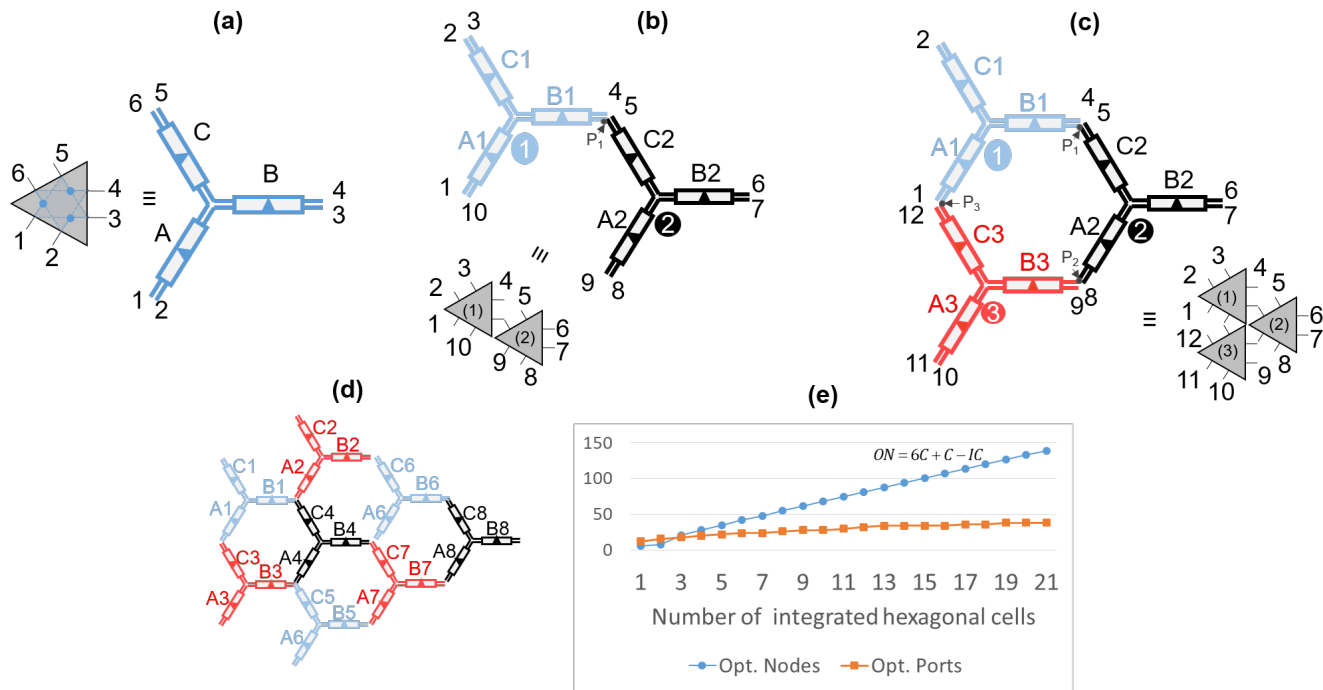 (a)
(b)
(c)
6
5
C
B
4
3
A
1
2
6
5
4
3
1
2
≡
2
3
C1
B1
4
5
P1
A1
1
C2
1
10
B2
6
7
A2
2
9
8
≡
3
4
2
5
(1)
1
6
(2)
7
10
9
8
2
C1
B1
4
5
P1
A1
1
C2
1
P3
12
B2
6
7
C3
A2
2
B3
P2
9
8
A3
3
11
10
≡
3
4
2
5
(1)
1
6
(2)
12
7
(3)
11
10
9
8
(d)
C2
B2
C1
A2
C6
B1
B6
A1
C4
A6
C8
B4
B8
C3
A4
C7
A8
B3
B7
A3
C5
A7
B5
A6
(e)
150
ON = 6C + C − IC
100
50
0
1 3 5 7 9 11 13 15 17 19 21
Number of integrated hexagonal cells
Opt. Nodes Opt. Ports